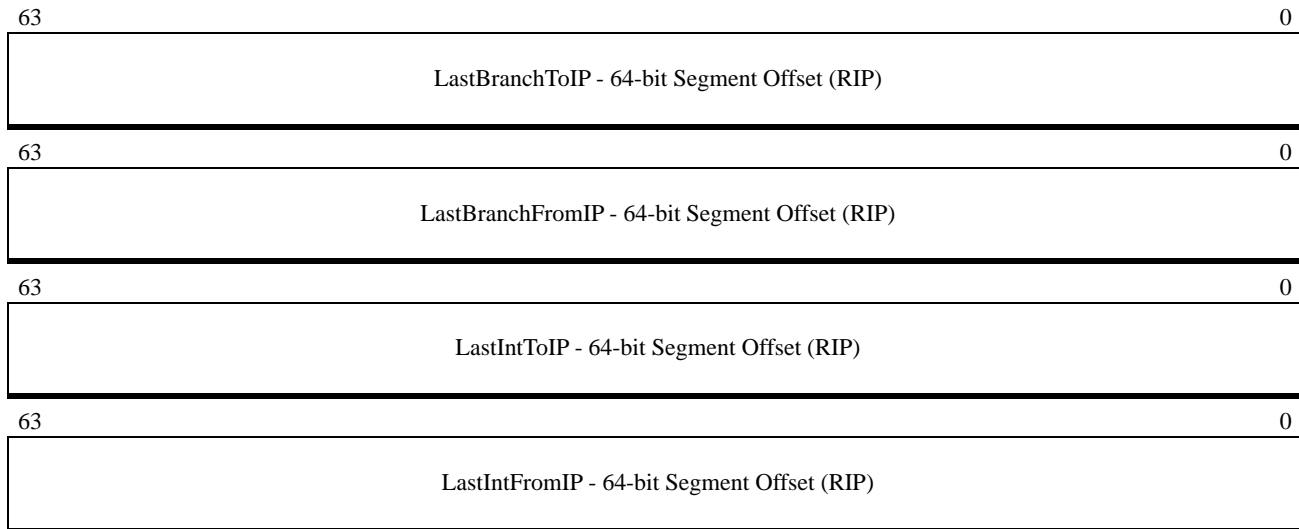 63 0
LastBranchToIP - 64-bit Segment Offset (RIP)
63 0
LastBranchFromIP - 64-bit Segment Offset (RIP)
63 0
LastIntToIP - 64-bit Segment Offset (RIP)
63 0
LastIntFromIP - 64-bit Segment Offset (RIP)